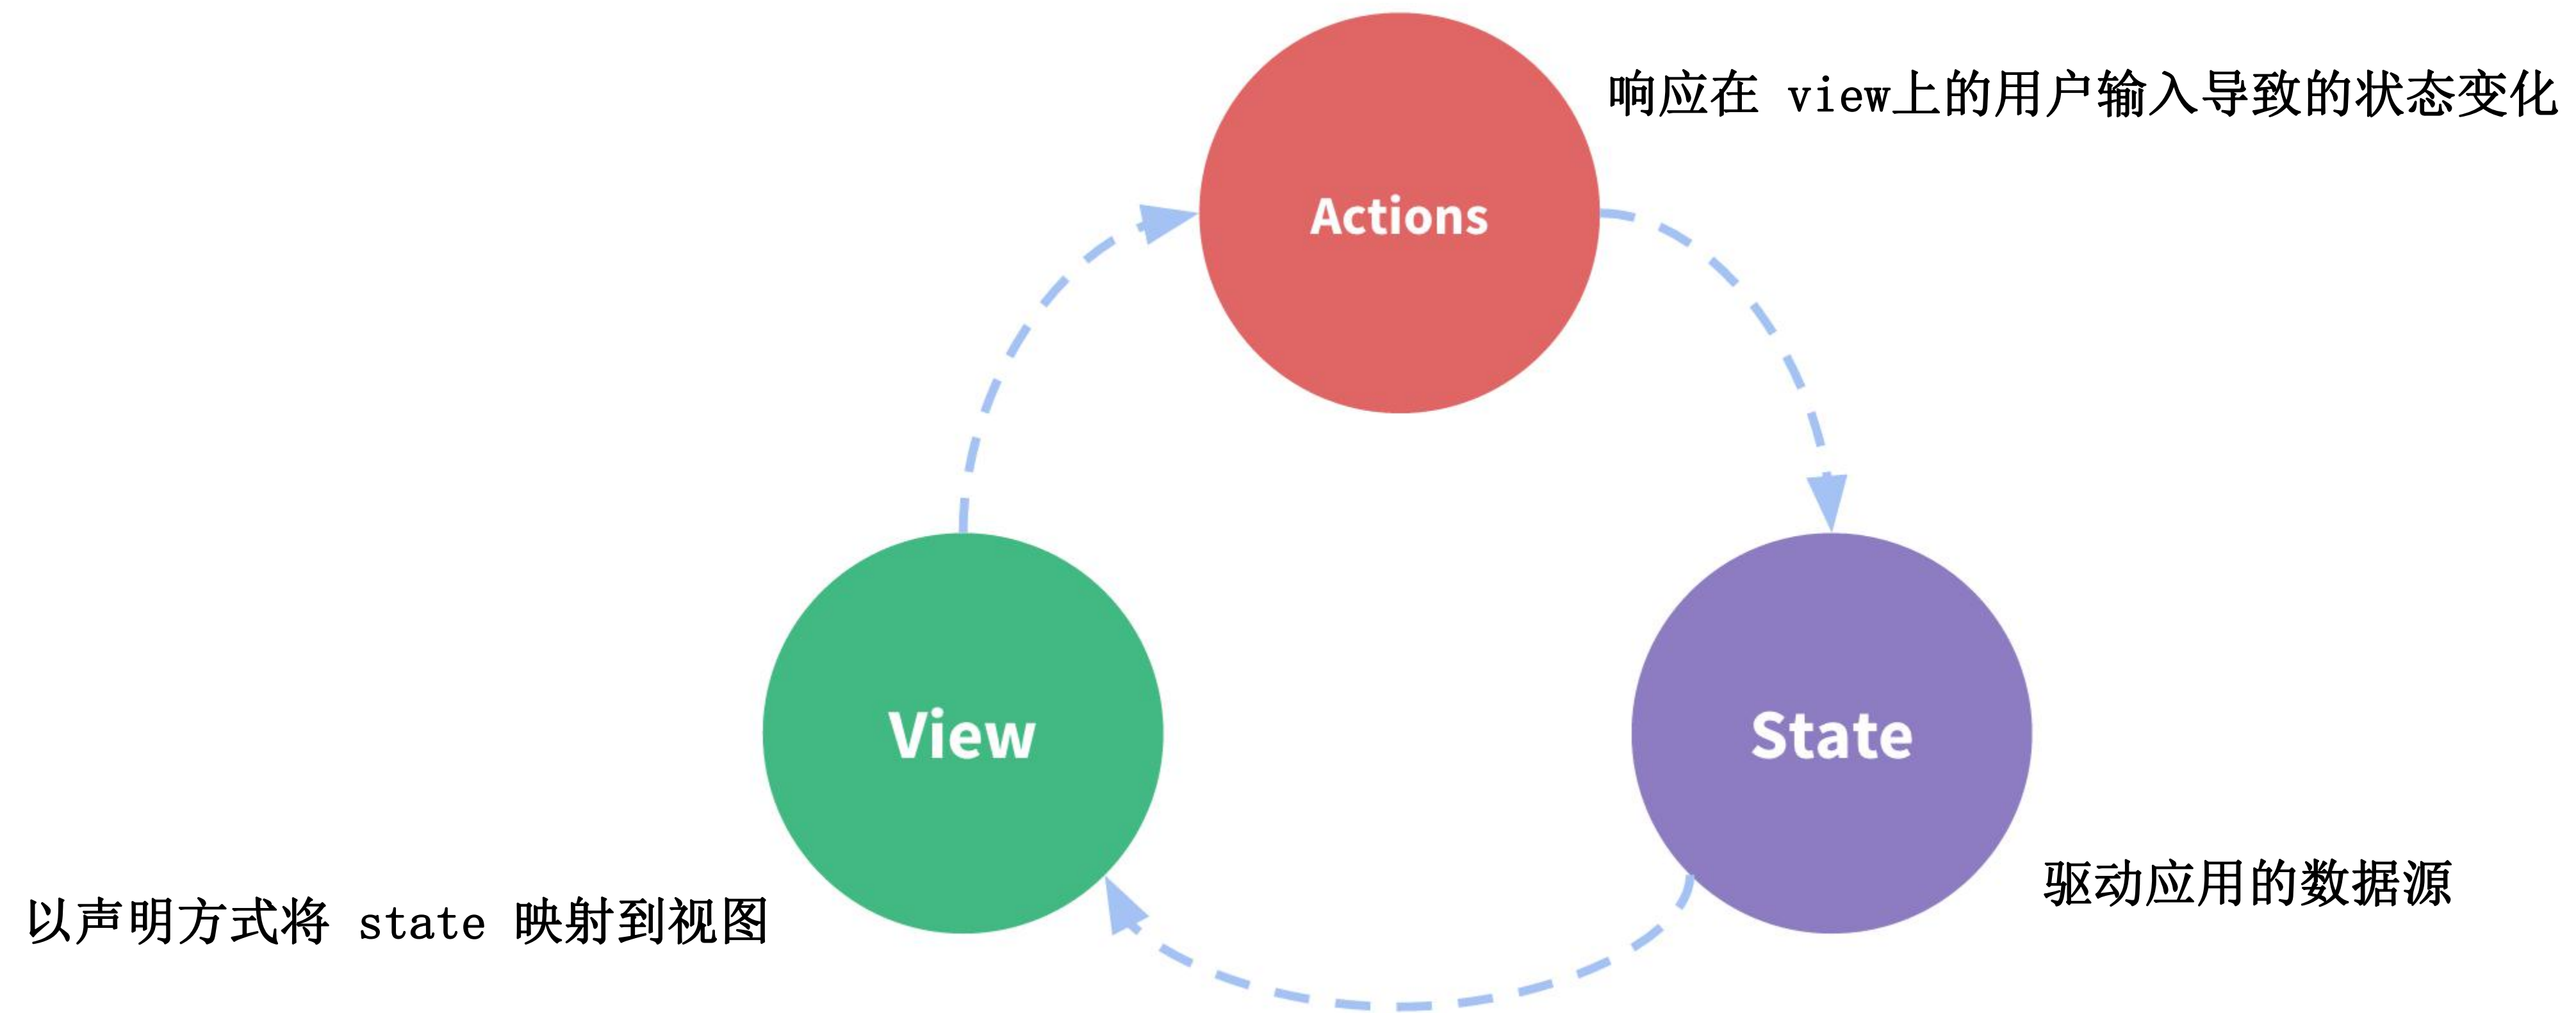 响应在 view上的用户输入导致的状态变化
Actions
View
State
驱动应用的数据源
以声明方式将 state 映射到视图